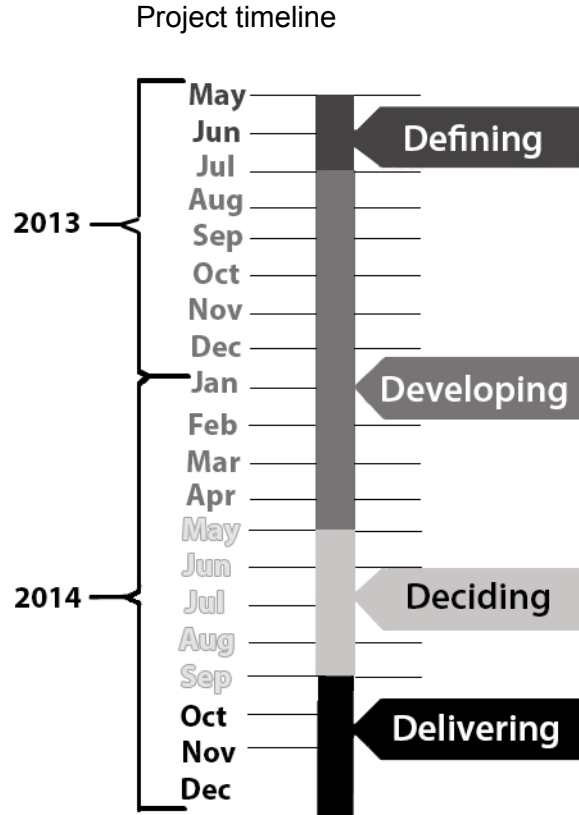 Project timeline
May
Jun
Defining
Jul
Aug
2013
Sep
Oct
Nov
Dec
Jan
Developing
Feb
Mar
Apr
May
Jun
2014
Jul
Deciding
Aug
Sep
Oct
Delivering
Nov
Dec